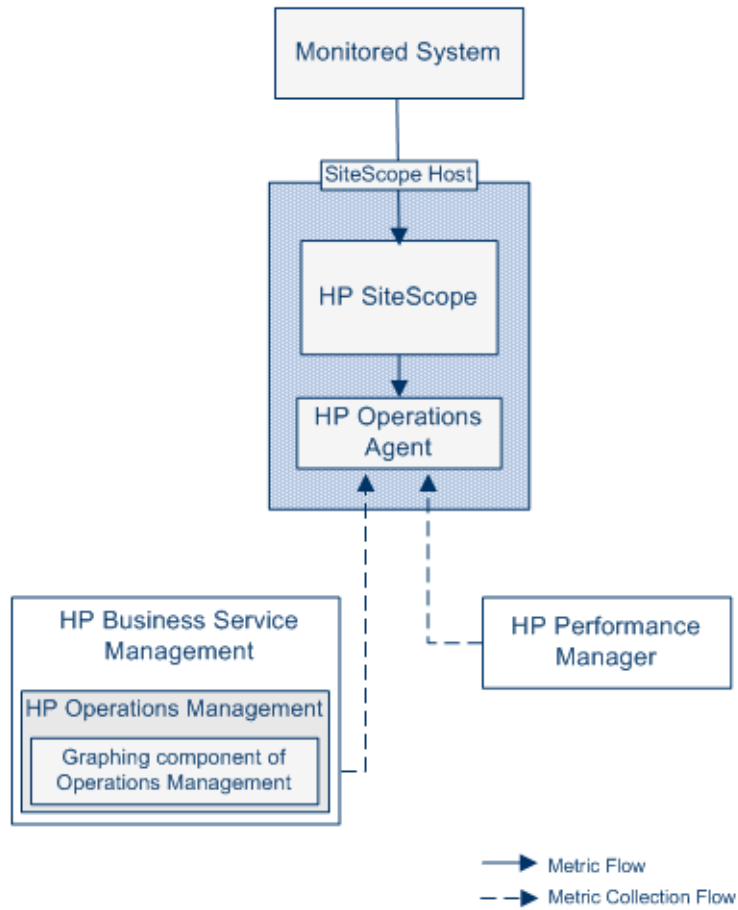 Monitored System
SiteScope Host
HP SiteScope
HP Operations
Agent
HP Business Service
Management
HP Operations Management
Graphing component of
Operations Management
HP Performance
Manager
Metric Flow
Metric Collection Flow